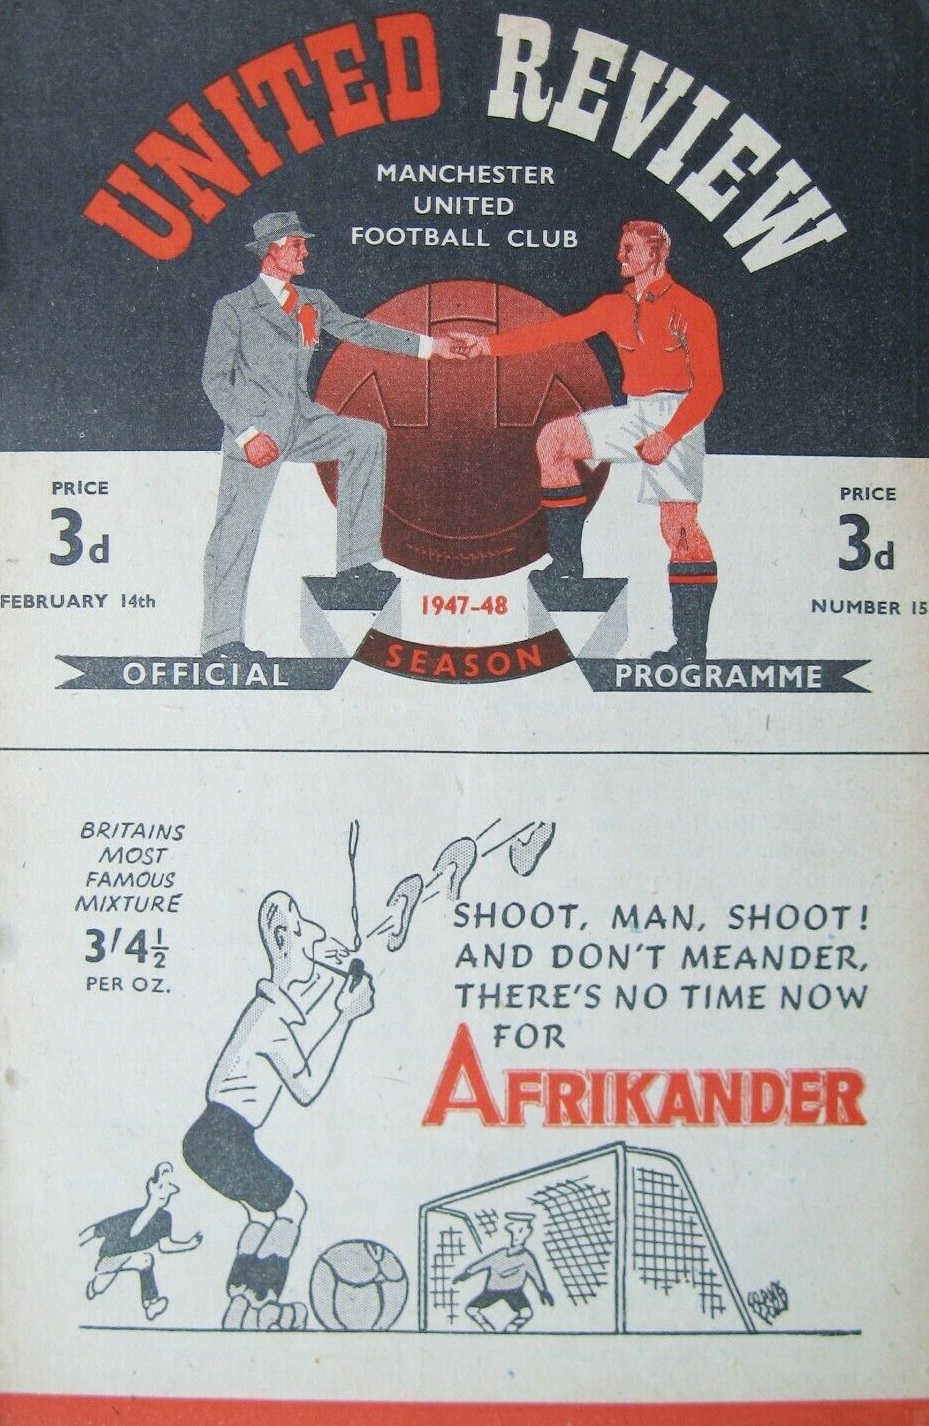 UNITED REVIEW
MANCHESTER
UNITED
FOOTBALL CLUB
PRICE
3d
FEBRUARY 14th
PRICE
3d
NUMBER 15
1947-48
OFFICIAL SEASON PROGRAMME
BRITAINS
MOST
FAMOUS
MIXTURE
3/4½
PER OZ.
SHOOT, MAN, SHOOT!
AND DON'T MEANDER,
THERE'S NO TIME NOW
FOR
AFRIKANDER